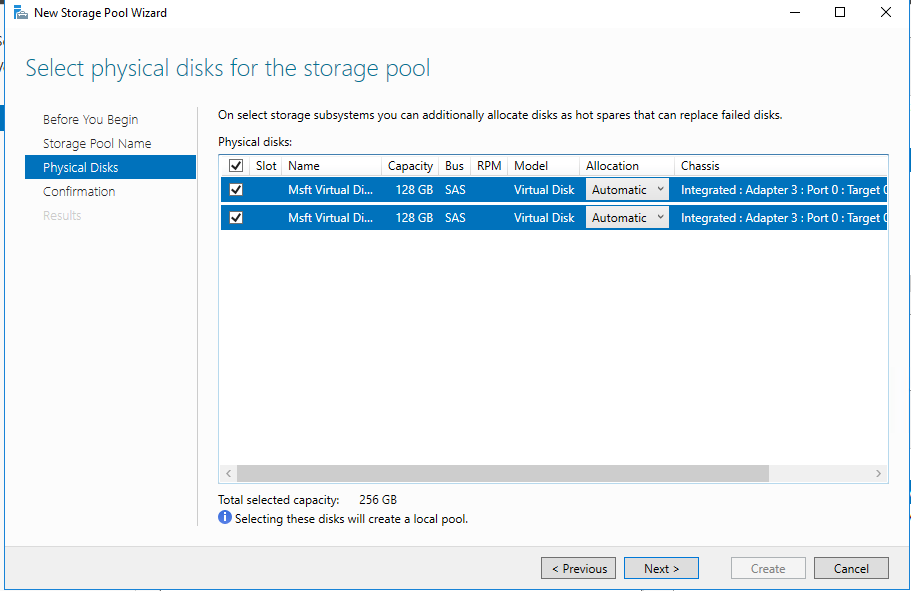 New Storage Pool Wizard
Select physical disks for the storage pool
Before You Begin
Storage Pool Name
Physical Disks
Confirmation
Results
On select storage subsystems you can additionally allocate disks as hot spares that can replace failed disks.
Physical disks:
Slot Name Capacity Bus RPM Model Allocation Chassis
Msft Virtual Di... 128 GB SAS Virtual Disk Automatic Integrated : Adapter 3 : Port 0 : Target 0
Msft Virtual Di... 128 GB SAS Virtual Disk Automatic Integrated : Adapter 3 : Port 0 : Target 0
Total selected capacity: 256 GB
Selecting these disks will create a local pool.
< Previous Next > Create Cancel